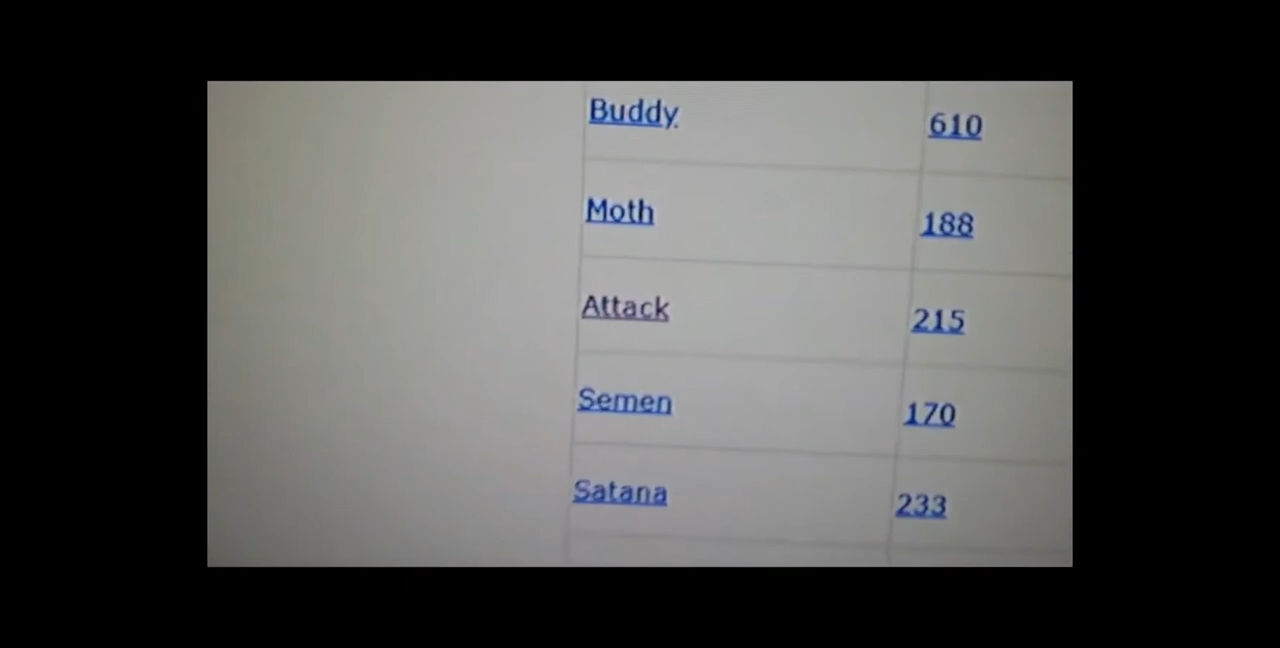 Buddy 610
Moth 188
Attack 215
Semen 170
Satana 233